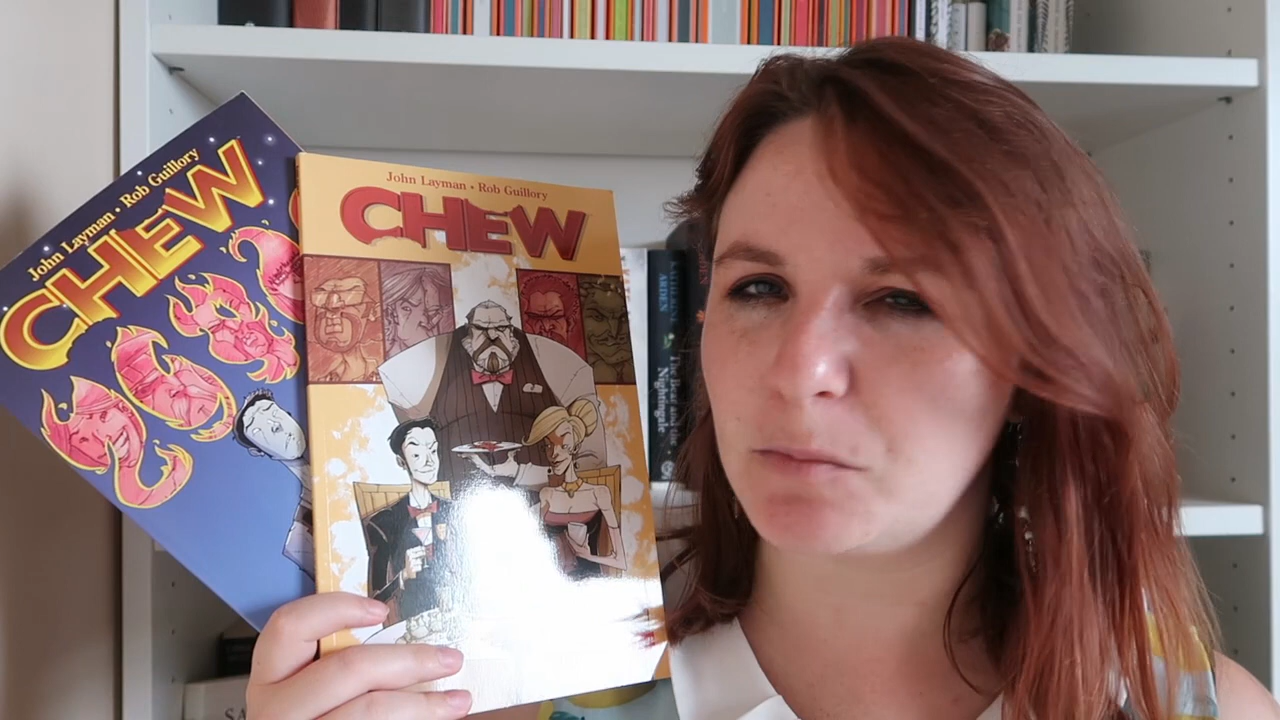 John Layman • Rob Guillory
CHEW
John Layman • Rob Guillory
CHEW
ARDEN
The Bear and the
Nightingale